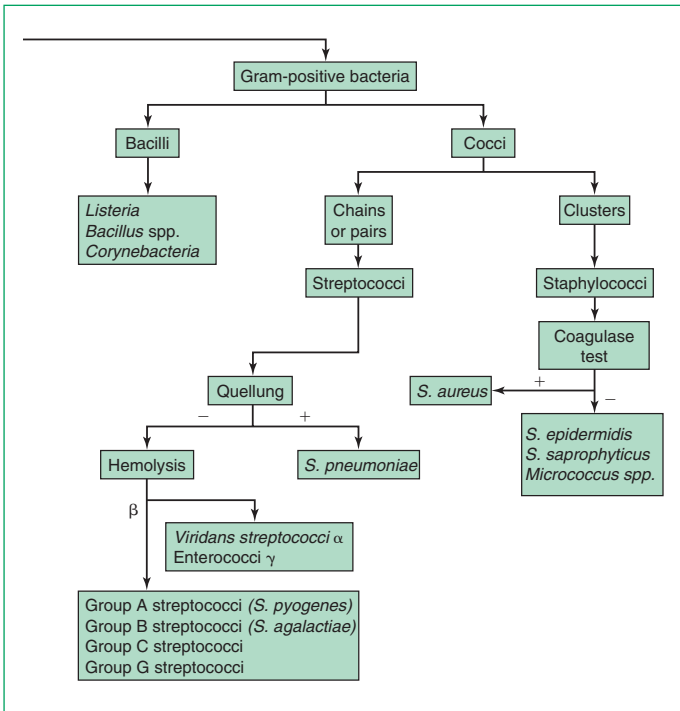 Gram-positive bacteria
Bacilli
Cocci
Listeria
Bacillus spp.
Corynebacteria
Chains
or pairs
Clusters
Streptococci
Staphylococci
Coagulase
test
Quellung
S. aureus
+
−
−
+
S. epidermidis
S. saprophyticus
Micrococcus spp.
Hemolysis
S. pneumoniae
β
Viridans streptococci α
Enterococci γ
Group A streptococci (S. pyogenes)
Group B streptococci (S. agalactiae)
Group C streptococci
Group G streptococci